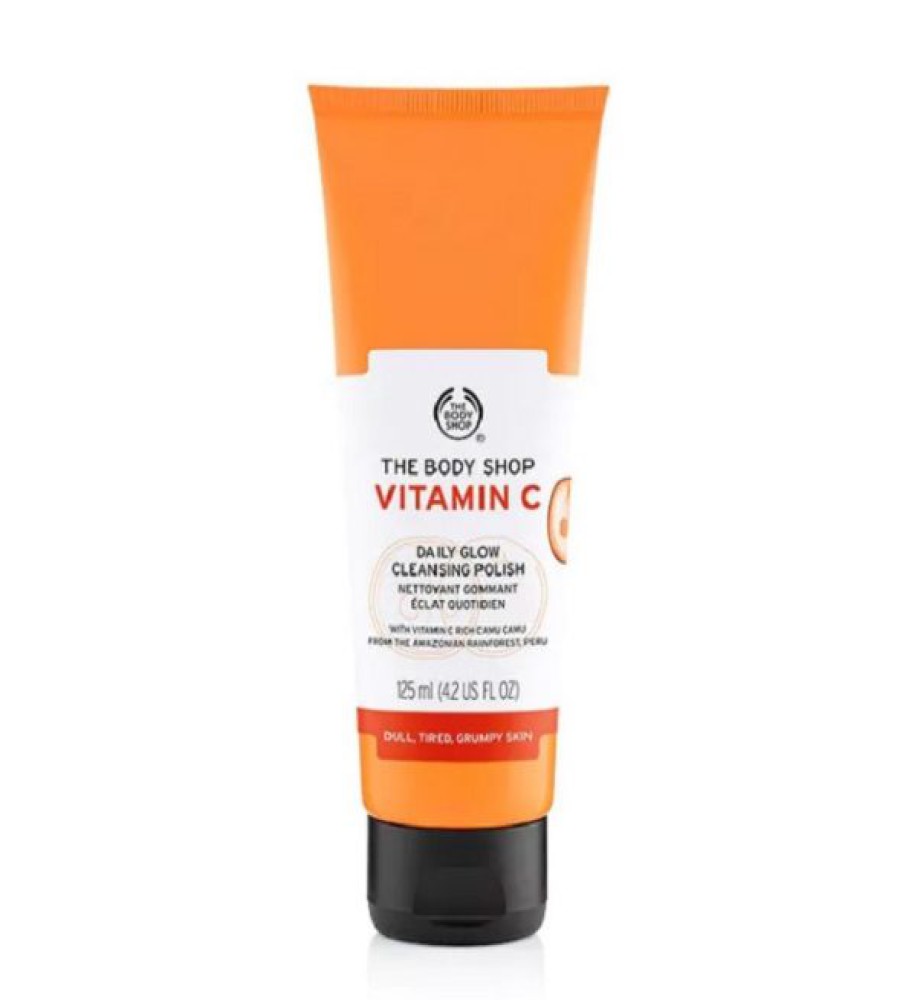 THE
BODY
SHOP
®
THE BODY SHOP
VITAMIN C
DAILY GLOW
CLEANSING POLISH
NETTOYANT GOMMANT
ÉCLAT QUOTIDIEN
WITH VITAMIN C RICH CAMU CAMU
FROM THE AMAZONIAN RAINFOREST, PERU
125 ml (4.2 US FL OZ)
DULL, TIRED, GRUMPY SKIN